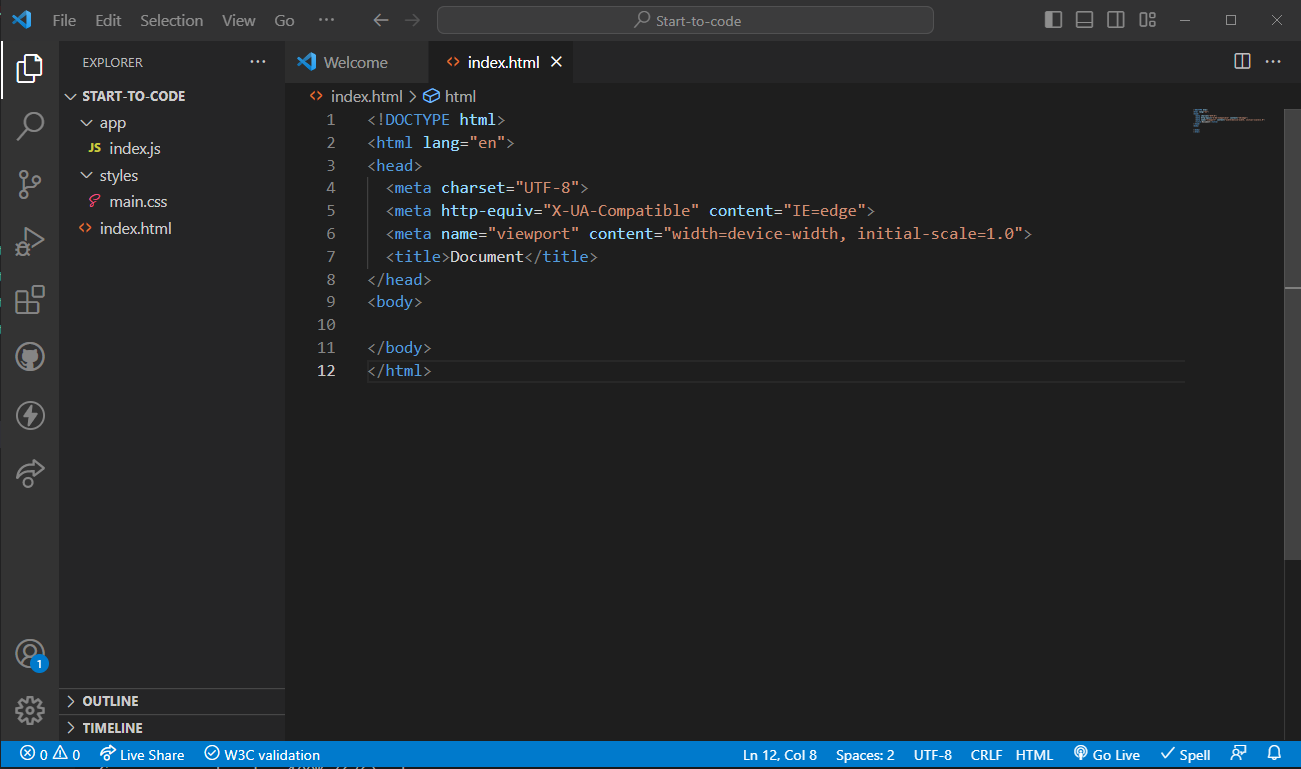 File Edit Selection View Go ··· Start-to-code
EXPLORER ···
START-TO-CODE
app
JS index.js
styles
main.css
index.html
OUTLINE
TIMELINE
Welcome index.html
index.html > html
1 <!DOCTYPE html>
2 <html lang="en">
3 <head>
4 <meta charset="UTF-8">
5 <meta http-equiv="X-UA-Compatible" content="IE=edge">
6 <meta name="viewport" content="width=device-width, initial-scale=1.0">
7 <title>Document</title>
8 </head>
9 <body>
10
11 </body>
12 </html>
1
0 0 Live Share W3C validation Ln 12, Col 8 Spaces: 2 UTF-8 CRLF HTML Go Live Spell